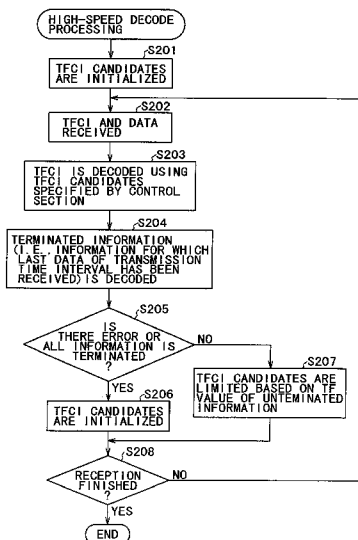 HIGH-SPEED DECODE
PROCESSING
S201
TFCI CANDIDATES
ARE INITIALIZED
S202
TFCI AND DATA
RECEIVED
S203
TFCI IS DECODED USING
TFCI CANDIDATES
SPECIFIED BY CONTROL
SECTION
S204
TERMINATED INFORMATION
(I.E., INFORMATION FOR WHICH
LAST DATA OF TRANSMISSION
TIME INTERVAL HAS BEEN
RECEIVED) IS DECODED
S205
IS
THERE ERROR OR
ALL INFORMATION IS
TERMINATED
?
NO
YES
S206
TFCI CANDIDATES
ARE INITIALIZED
S207
TFCI CANDIDATES ARE
LIMITED BASED ON TF
VALUE OF UNTEMINATED
INFORMATION
S208
RECEPTION
FINISHED
?
NO
YES
END